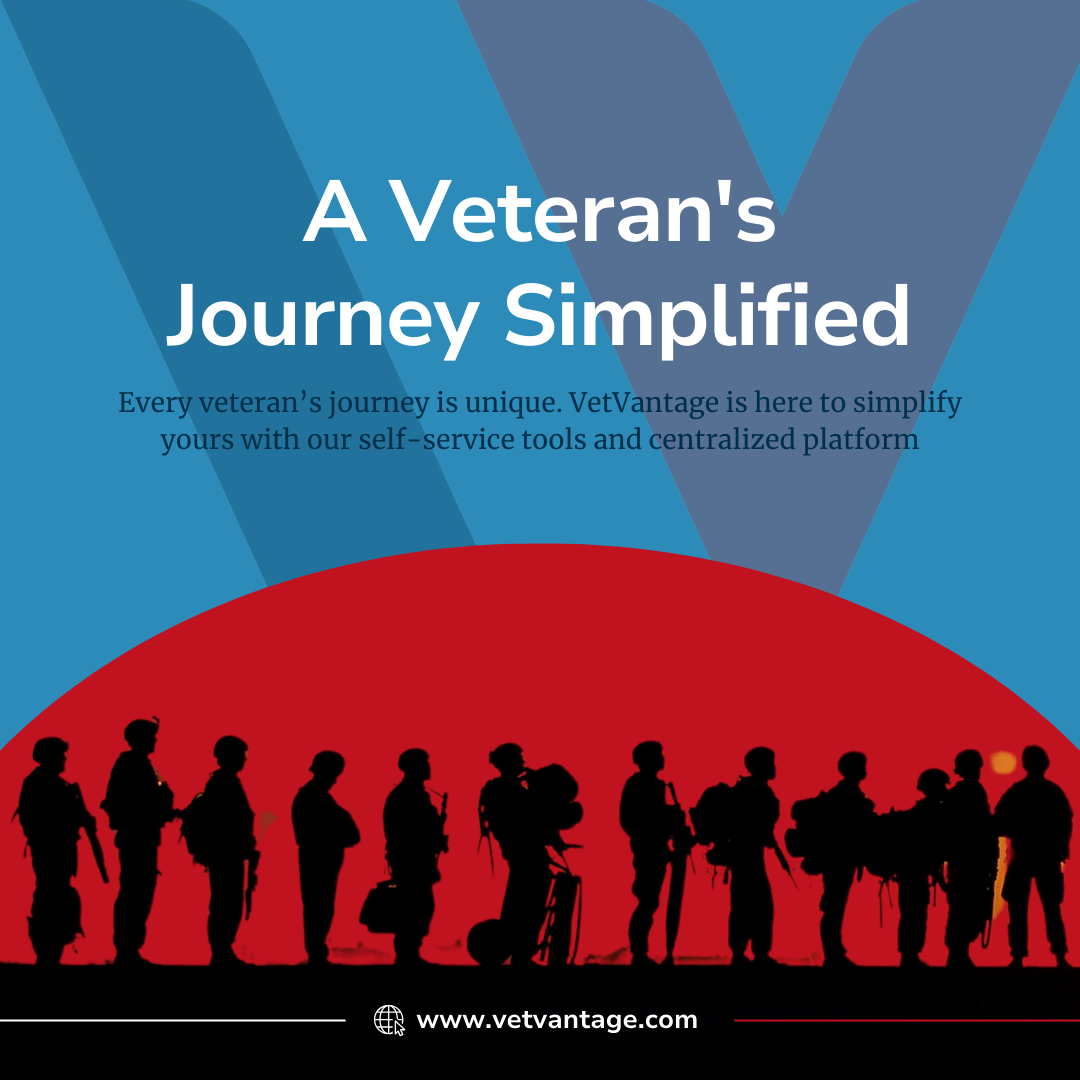 A Veteran's
Journey Simplified
Every veteran’s journey is unique. VetVantage is here to simplify
yours with our self-service tools and centralized platform
www.vetvantage.com